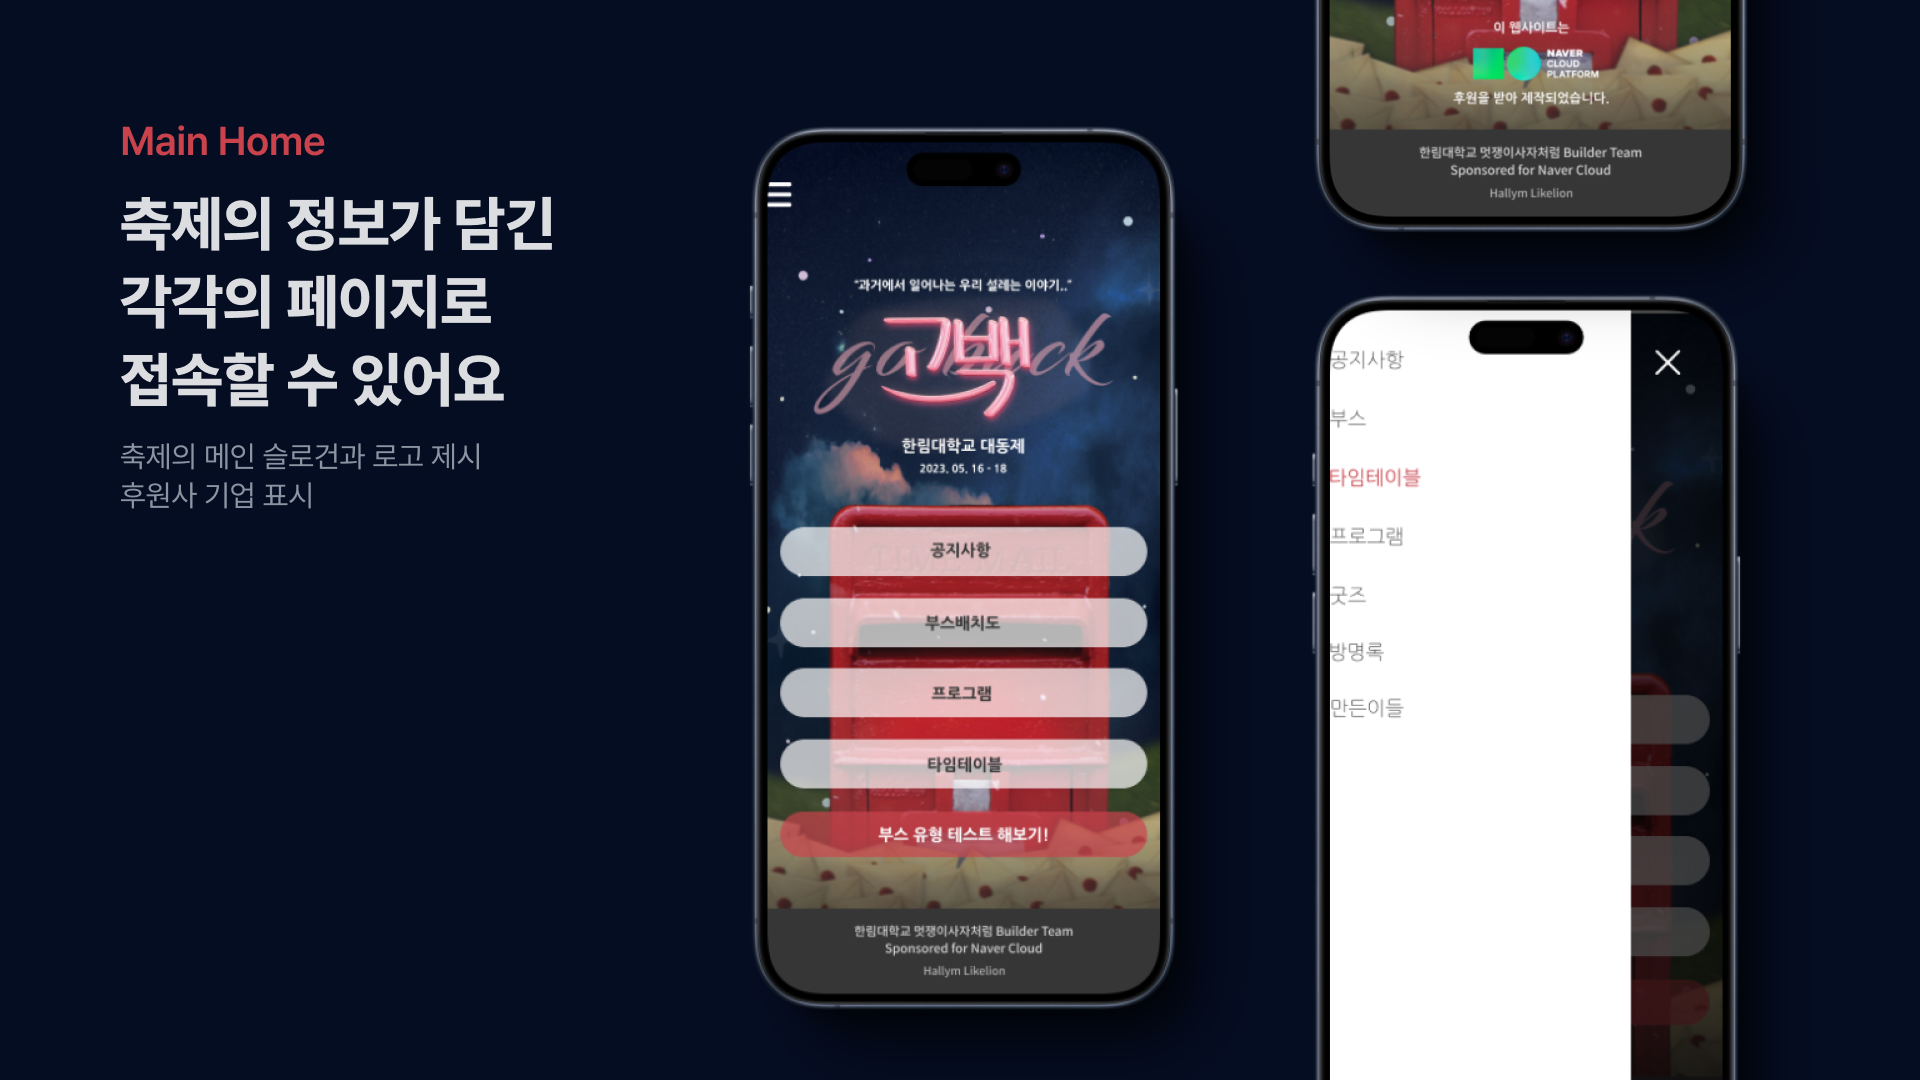 Main Home
축제의 정보가 담긴
각각의 페이지로
접속할 수 있어요
축제의 메인 슬로건과 로고 제시
후원사 기업 표시
"과거에서 일어나는 우리 설레는 이야기.."
go back
고백
한림대학교 대동제
2023. 05. 16 - 18
공지사항
부스배치도
프로그램
타임테이블
부스 유형 테스트 해보기!
한림대학교 멋쟁이사자처럼 Builder Team
Sponsored for Naver Cloud
Hallym Likelion
이 웹사이트는
NAVER
CLOUD
PLATFORM
후원을 받아 제작되었습니다.
한림대학교 멋쟁이사자처럼 Builder Team
Sponsored for Naver Cloud
Hallym Likelion
공지사항
부스
타임테이블
프로그램
굿즈
방명록
만든이들
k